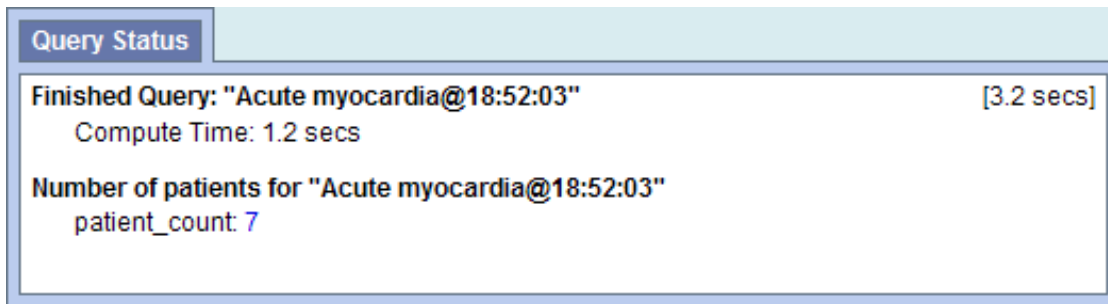 Query Status
Finished Query: "Acute myocardia@18:52:03" [3.2 secs]
Compute Time: 1.2 secs
Number of patients for "Acute myocardia@18:52:03"
patient_count: 7